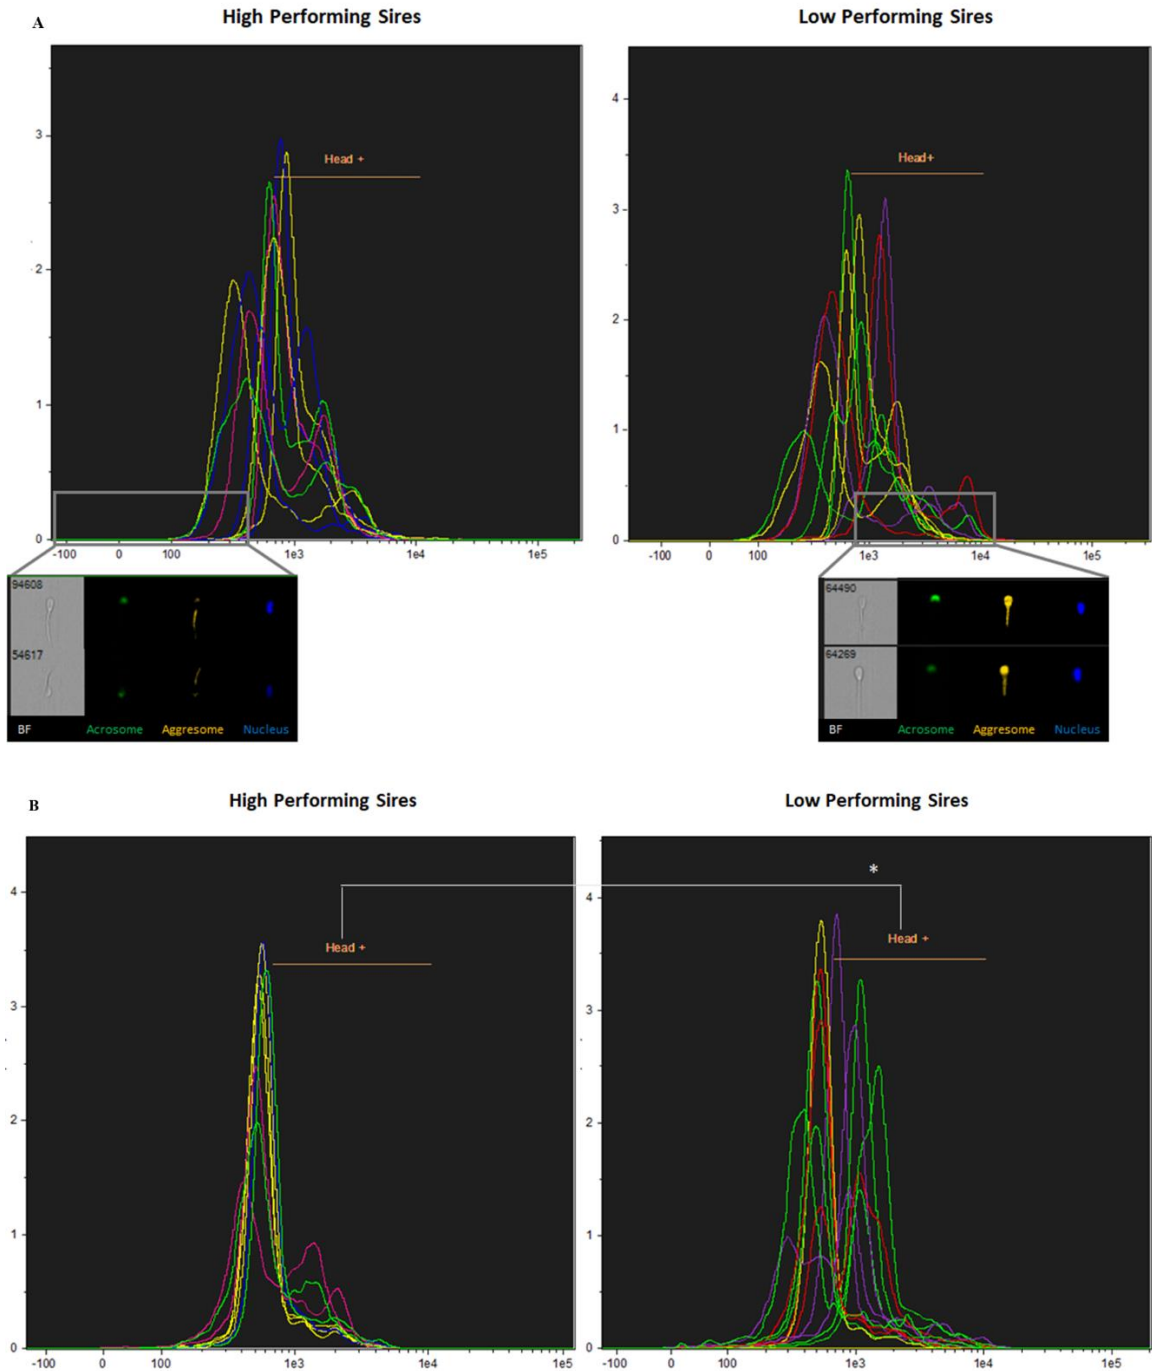 A
High Performing Sires
Low Performing Sires
Head +
Head+
3
2
1
0
4
3
2
1
0
-100 0 100 1e3 1e4 1e5
-100 0 100 1e3 1e4 1e5
94608
54617
BF Acrosome Aggresome Nucleus
64490
64269
BF Acrosome Aggresome Nucleus
B
High Performing Sires
Low Performing Sires
*
Head +
Head +
4
3
2
1
0
4
3
2
1
0
-100 0 100 1e3 1e4 1e5
-100 0 100 1e3 1e4 1e5